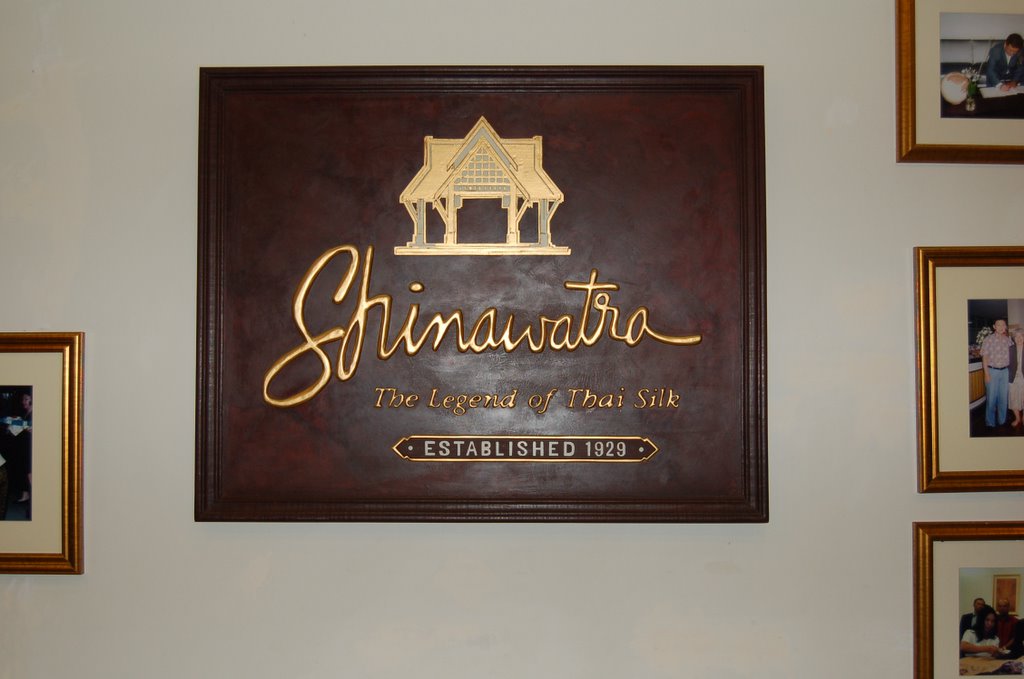 Shinawatra
The Legend of Thai Silk
• ESTABLISHED 1929 •